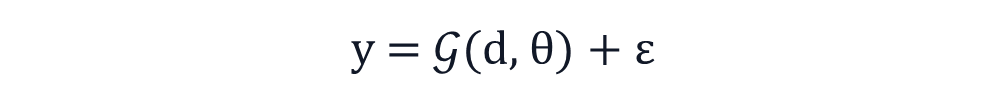 y = 𝒢(d, θ) + ε